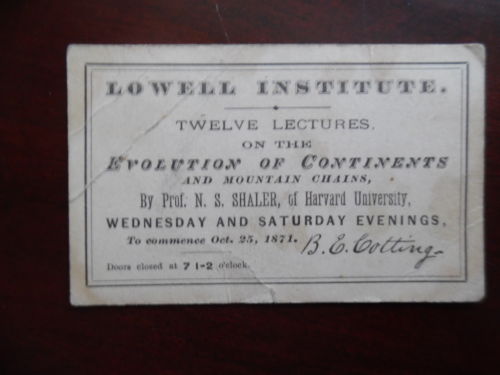 LOWELL INSTITUTE.
TWELVE LECTURES.
ON THE
EVOLUTION OF CONTINENTS
AND MOUNTAIN CHAINS,
By Prof. N. S. SHALER, of Harvard University,
WEDNESDAY AND SATURDAY EVENINGS,
To commence Oct. 25, 1871.
B. E. Cotting
Doors closed at 7 1-2 o'clock.